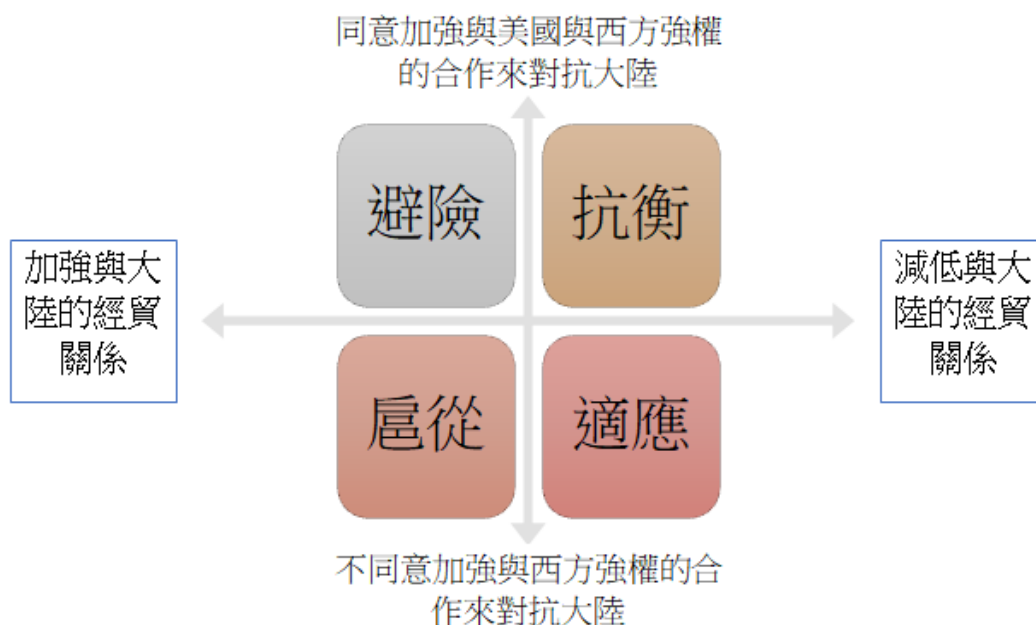 同意加強與美國與西方強權
的合作來對抗大陸
避險
抗衡
加強與大
陸的經貿
關係
減低與大
陸的經貿
關係
扈從
適應
不同意加強與西方強權的合
作來對抗大陸